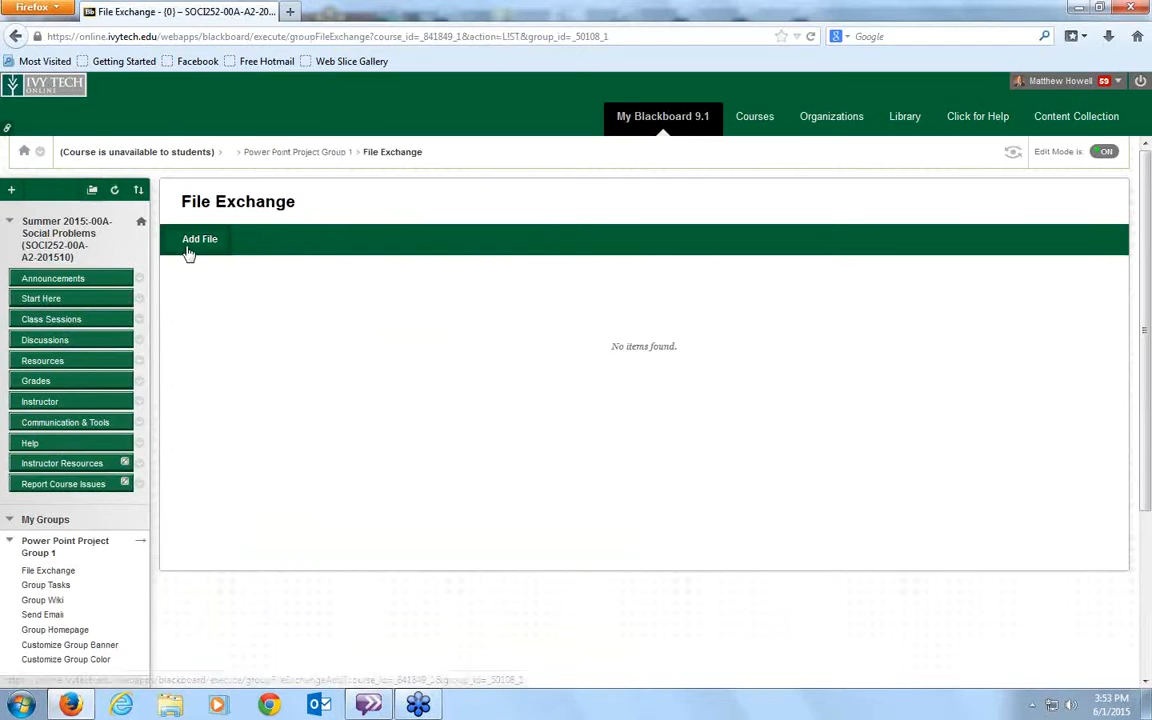 Firefox
File Exchange - {0} – SOCI252-00A-A2-20...
https://online.ivytech.edu/webapps/blackboard/execute/groupFileExchange?course_id=_841849_1&action=LIST&group_id=_50108_1
Google
Most Visited
Getting Started
Facebook
Free Hotmail
Web Slice Gallery
IVY TECH
ONLINE
Matthew Howell
59
My Blackboard 9.1
Courses
Organizations
Library
Click for Help
Content Collection
(Course is unavailable to students) > > Power Point Project Group 1 > File Exchange
Edit Mode is:
ON
Summer 2015:-00A-
Social Problems
(SOCI252-00A-
A2-201510)
Announcements
Start Here
Class Sessions
Discussions
Resources
Grades
Instructor
Communication & Tools
Help
Instructor Resources
Report Course Issues
My Groups
Power Point Project
Group 1
File Exchange
Group Tasks
Group Wiki
Send Email
Group Homepage
Customize Group Banner
Customize Group Color
File Exchange
Add File
No items found.
3:53 PM
6/1/2015